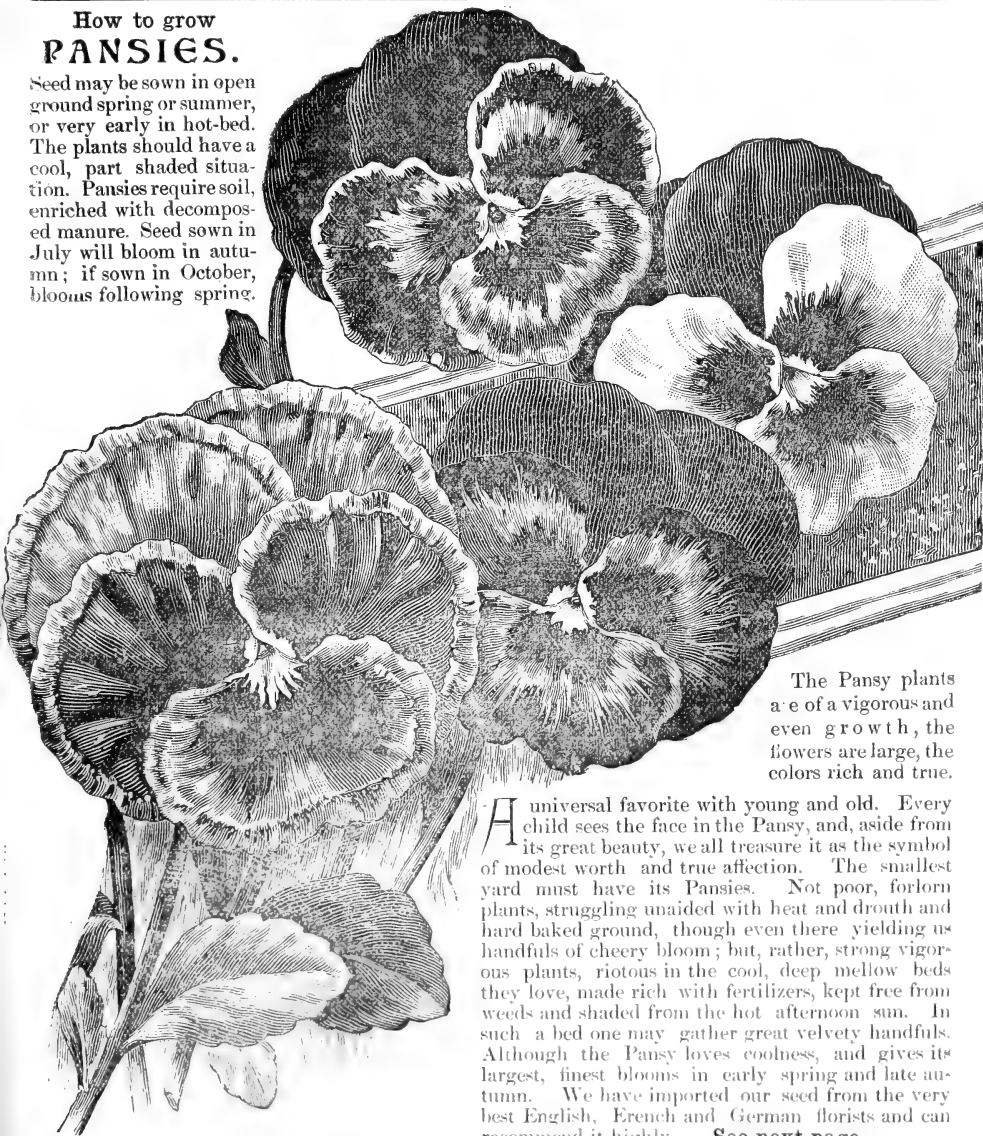 How to grow
PANSIES.
Seed may be sown in open
ground spring or summer,
or very early in hot-bed.
The plants should have a
cool, part shaded situa-
tion. Pansies require soil,
enriched with decompos-
ed manure. Seed sown in
July will bloom in autu-
mn; if sown in October,
blooms following spring.
The Pansy plants
a e of a vigorous and
even growth, the
flowers are large, the
colors rich and true.
A universal favorite with young and old. Every
child sees the face in the Pansy, and, aside from
its great beauty, we all treasure it as the symbol
of modest worth and true affection. The smallest
yard must have its Pansies. Not poor, forlorn
plants, struggling unaided with heat and drouth and
hard baked ground, though even there yielding us
handfuls of cheery bloom; but, rather, strong vigor-
ous plants, riotous in the cool, deep mellow beds
they love, made rich with fertilizers, kept free from
weeds and shaded from the hot afternoon sun. In
such a bed one may gather great velvety handfuls.
Although the Pansy loves coolness, and gives its
largest, finest blooms in early spring and late au-
tumn. We have imported our seed from the very
best English, French and German florists and can
recommend it highly. See next page